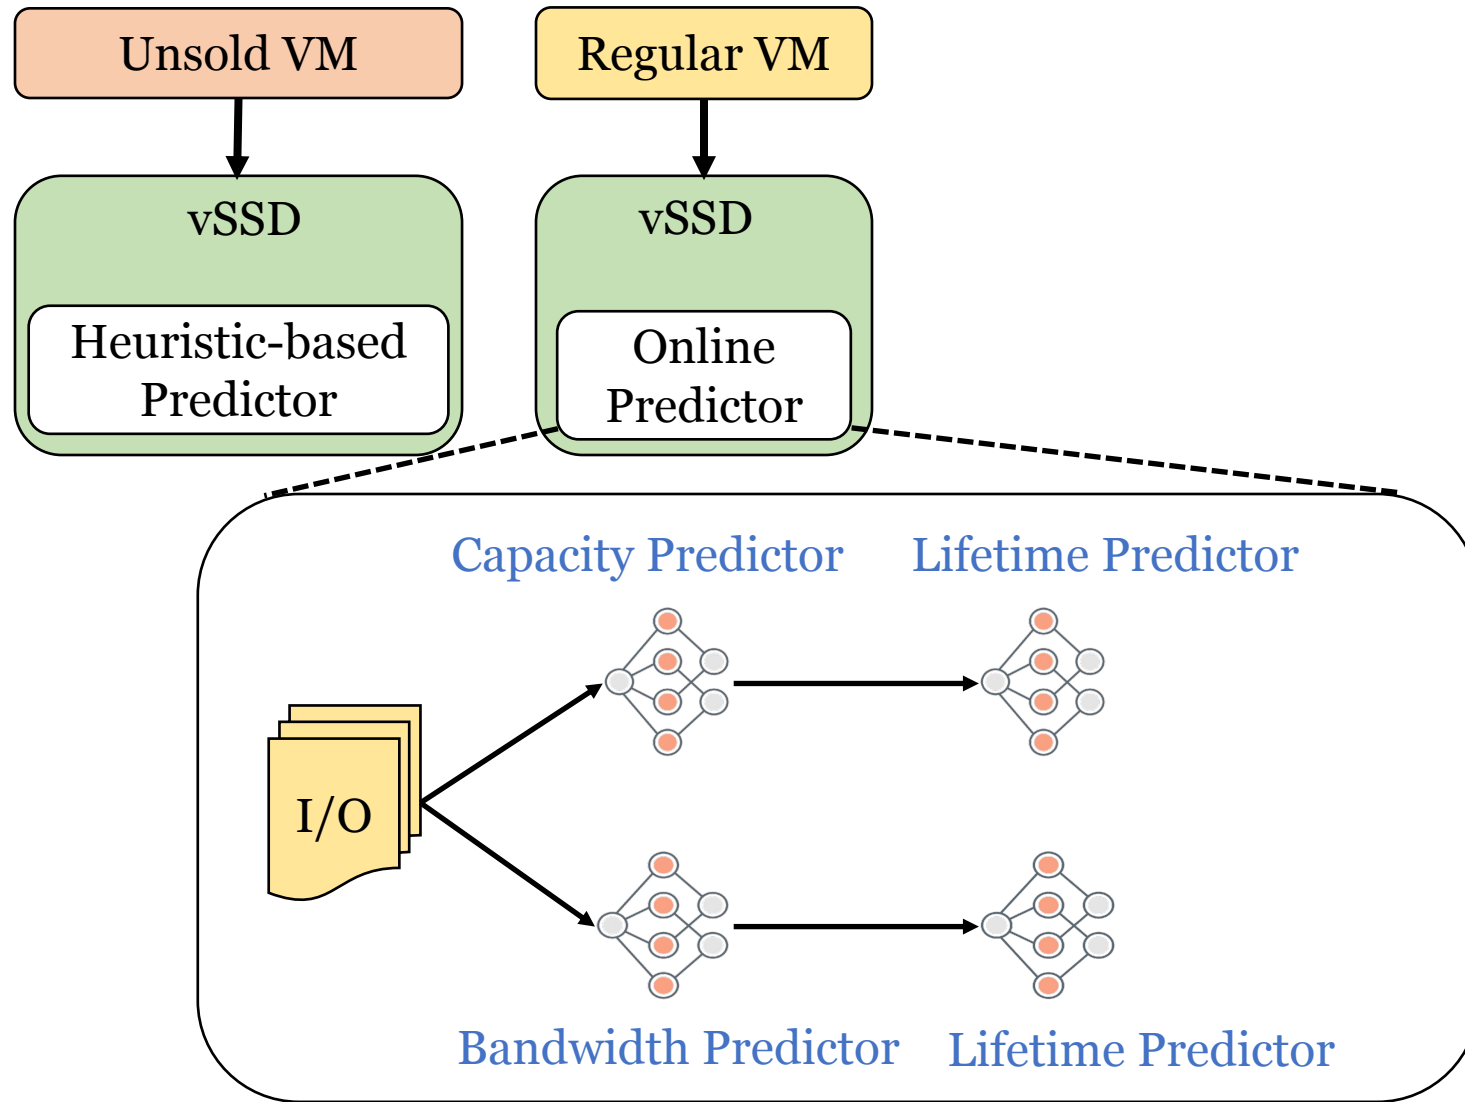 Unsold VM
Regular VM
vSSD
vSSD
Heuristic-based
Predictor
Online
Predictor
Capacity Predictor
Lifetime Predictor
I/O
Bandwidth Predictor
Lifetime Predictor